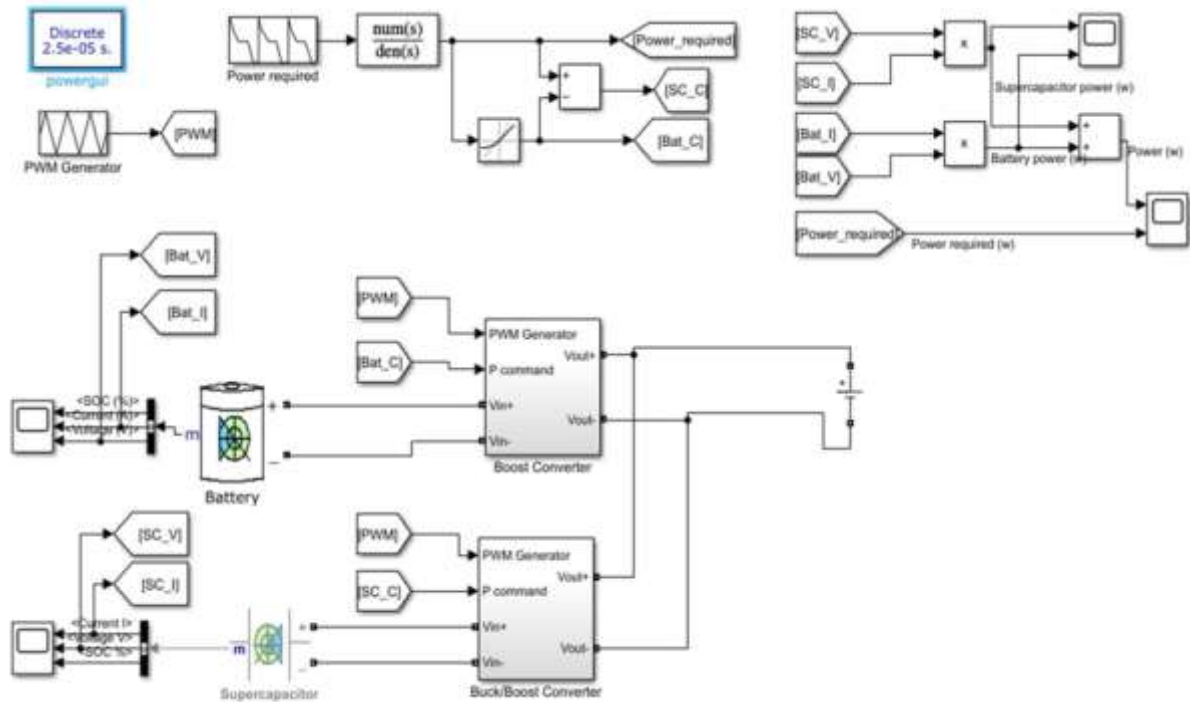 Discrete
2.5e-05 s.
powergui
Power required
num(s)
den(s)
[Power_required]
+
−
[SC_C]
[Bat_C]
PWM Generator
[PWM]
[SC_V]
[SC_I]
x
Supercapacitor power (w)
[Bat_I]
[Bat_V]
x
Battery power (w)
+
+
Power (w)
[Power_required]
Power required (w)
[Bat_V]
[Bat_I]
<SOC (%)>
<Current (A)>
<Voltage (V)>
m
+
−
Battery
[PWM]
[Bat_C]
PWM Generator
P command
Vin+
Vin-
Vout+
Vout-
Boost Converter
+
[SC_V]
[SC_I]
<Current I>
<Voltage V>
<SOC %>
m
+
−
Supercapacitor
[PWM]
[SC_C]
PWM Generator
P command
Vin+
Vin-
Vout+
Vout-
Buck/Boost Converter